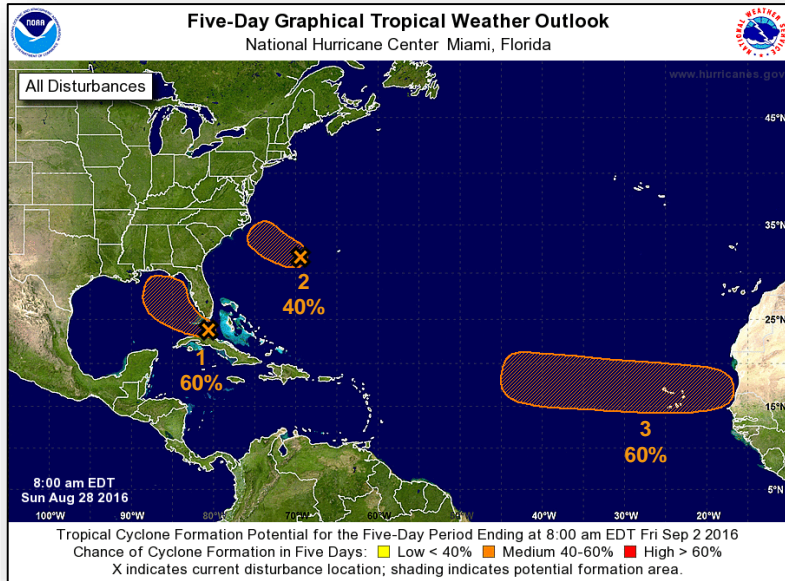 Five-Day Graphical Tropical Weather Outlook
National Hurricane Center Miami, Florida
NOAA
NATIONAL WEATHER SERVICE
www.hurricanes.gov
All Disturbances
45°N
35°N
2
40%
25°N
1
60%
15°N
3
60%
8:00 am EDT
Sun Aug 28 2016
5°N
100°W 90°W 80°W 70°W 60°W 50°W 40°W 30°W 20°W
Tropical Cyclone Formation Potential for the Five-Day Period Ending at 8:00 am EDT Fri Sep 2 2016
Chance of Cyclone Formation in Five Days: Low < 40% Medium 40-60% High > 60%
X indicates current disturbance location; shading indicates potential formation area.